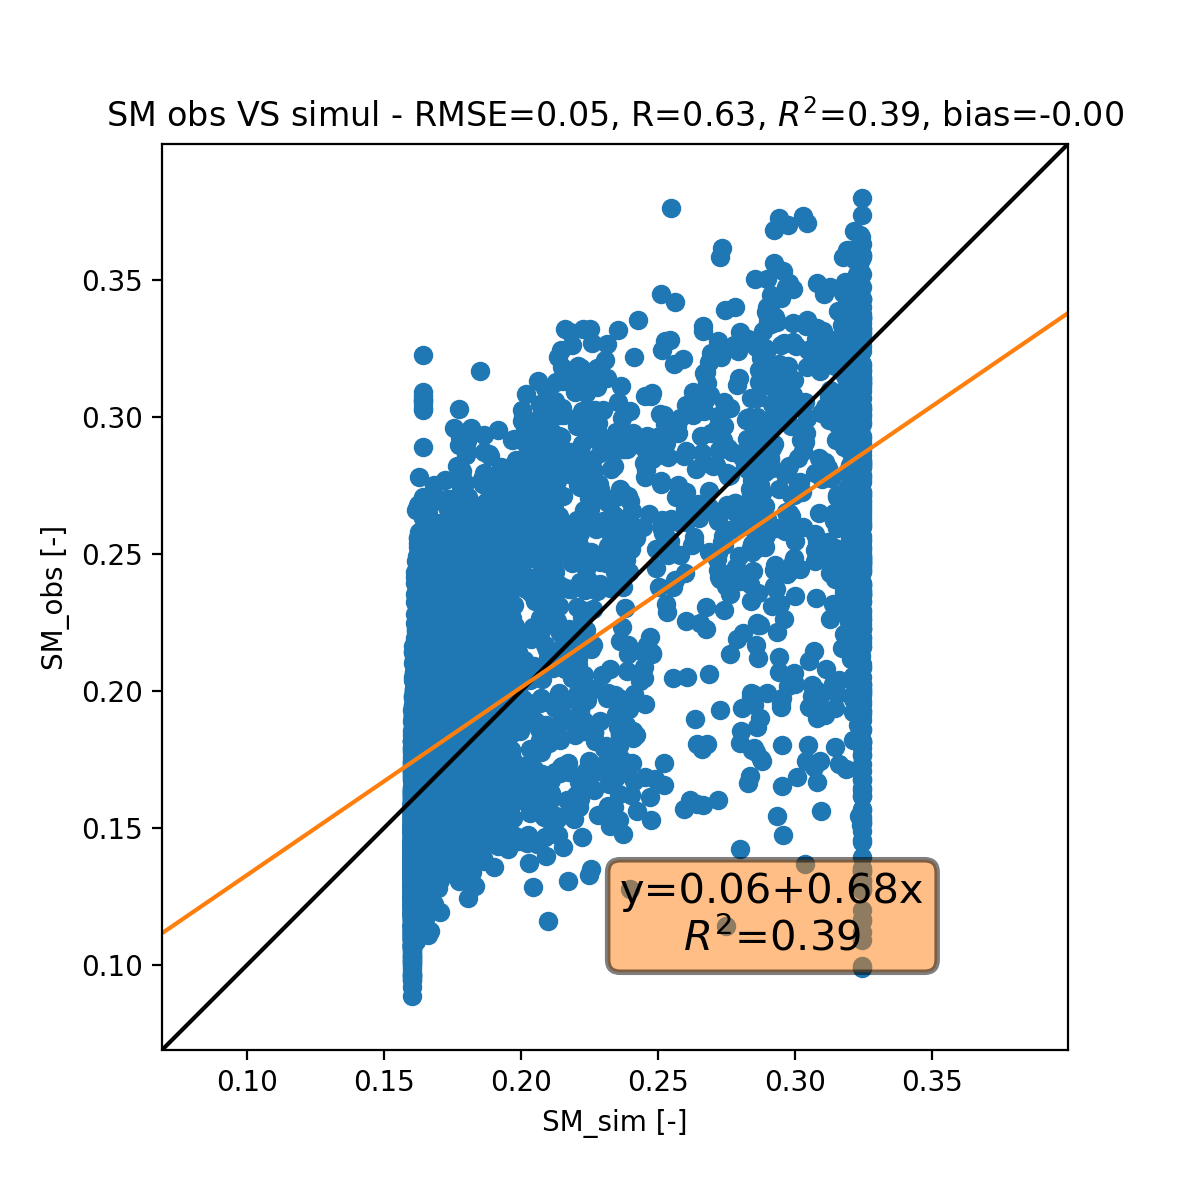 SM obs VS simul - RMSE=0.05, R=0.63, R²=0.39, bias=-0.00
0.35
0.30
0.25
0.20
0.15
0.10
SM_obs [-]
y=0.06+0.68x
R²=0.39
0.10 0.15 0.20 0.25 0.30 0.35
SM_sim [-]